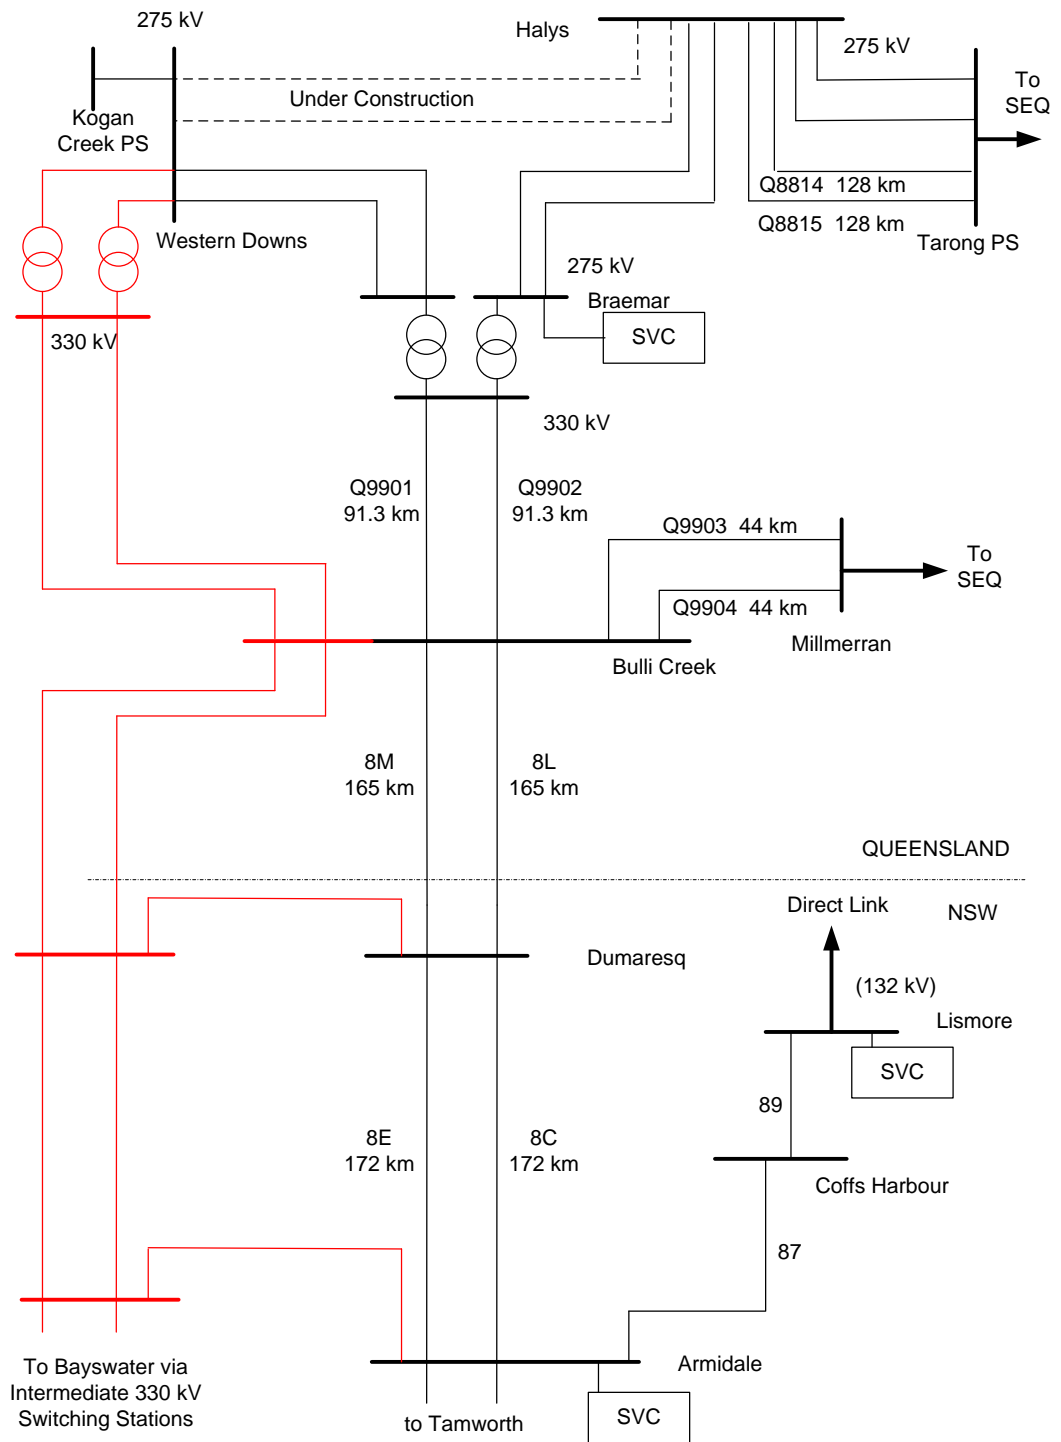 275 kV
Halys
275 kV
To
SEQ
Under Construction
Kogan
Creek PS
Q8814  128 km
Q8815  128 km
Tarong PS
Western Downs
275 kV
Braemar
SVC
330 kV
330 kV
Q9901
91.3 km
Q9902
91.3 km
Q9903  44 km
To
SEQ
Q9904  44 km
Millmerran
Bulli Creek
8M
165 km
8L
165 km
QUEENSLAND
Direct Link
NSW
Dumaresq
(132 kV)
Lismore
SVC
89
8E
172 km
8C
172 km
Coffs Harbour
87
To Bayswater via
Intermediate 330 kV
Switching Stations
Armidale
to Tamworth
SVC